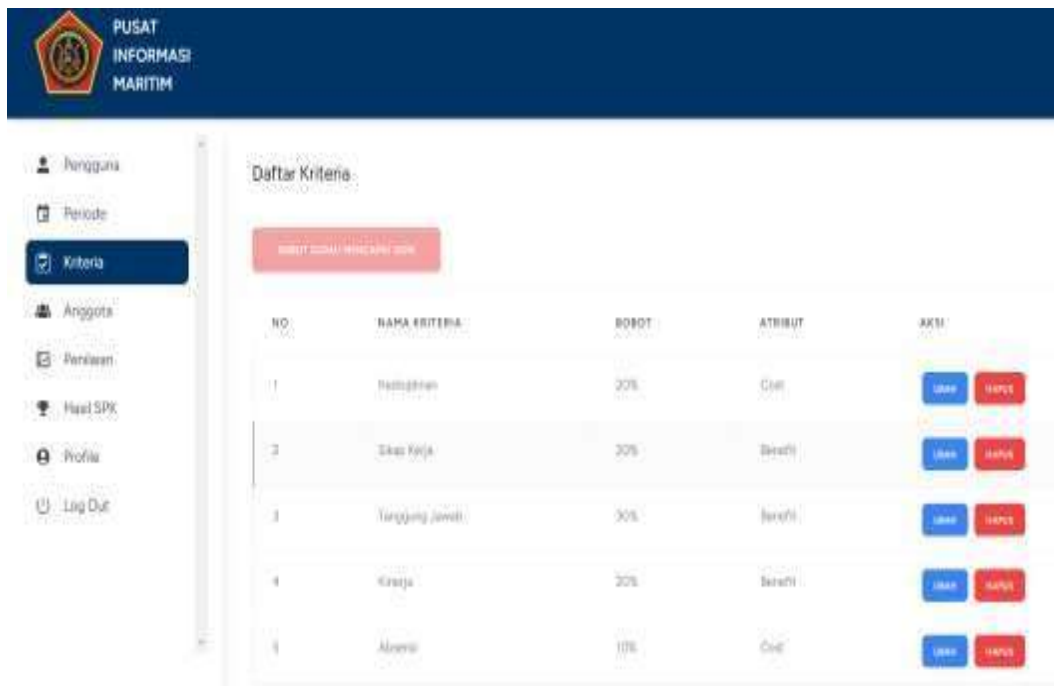 PUSAT
INFORMASI
MARITIM
Pengguna
Periode
Kriteria
Anggota
Penilaian
Hasil SPK
Profile
Log Out
Daftar Kriteria
NO NAMA KRITERIA BOBOT ATRIBUT AKSI
1 Kedisiplinan 20% Cost UBAH HAPUS
2 Sikap Kerja 20% Benefit UBAH HAPUS
3 Tanggung Jawab 30% Benefit UBAH HAPUS
4 Kinerja 20% Benefit UBAH HAPUS
5 Absensi 10% Cost UBAH HAPUS